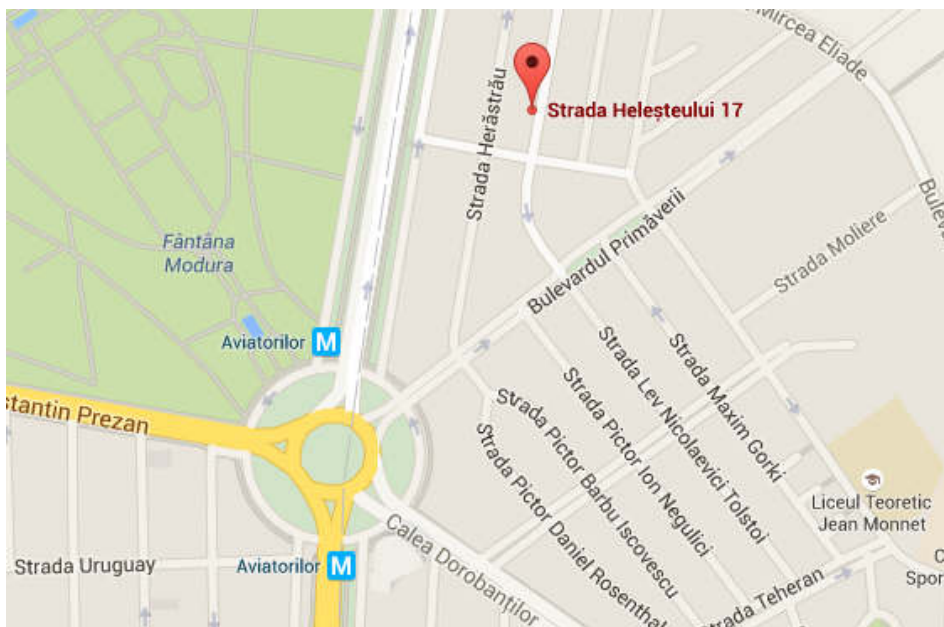 Mircea Eliade
Strada Heleșteului 17
Strada Herăstrău
Bulevardul Primăverii
Strada Moliere
Fântâna
Modura
Aviatorilor
M
stantin Prezan
Strada Maxim Gorki
Strada Lev Nicolaevici Tolstoi
Strada Pictor Ion Negulici
Strada Pictor Barbu Iscovescu
Strada Pictor Daniel Rosenthal
Liceul Teoretic
Jean Monnet
Calea Dorobanților
Strada Uruguay
Aviatorilor
M
Strada Teheran